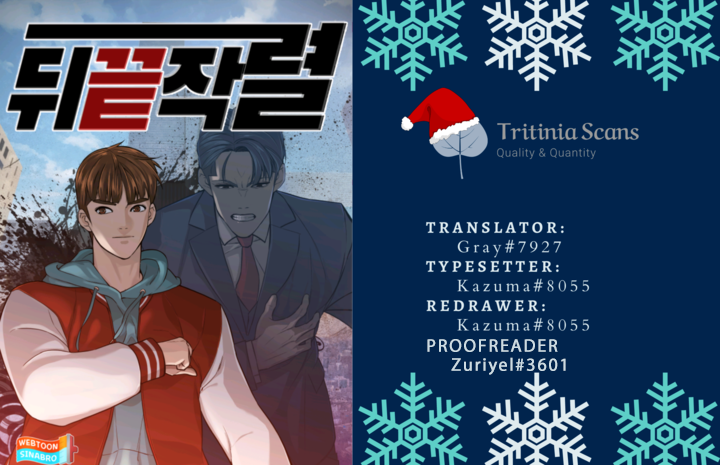 뒤끝작렬
WEBTOON
SINABRO
Tritinia Scans
Quality & Quantity
TRANSLATOR:
Gray#7927
TYPESETTER:
Kazuma#8055
REDRAWER:
Kazuma#8055
PROOFREADER
Zuriyel#3601